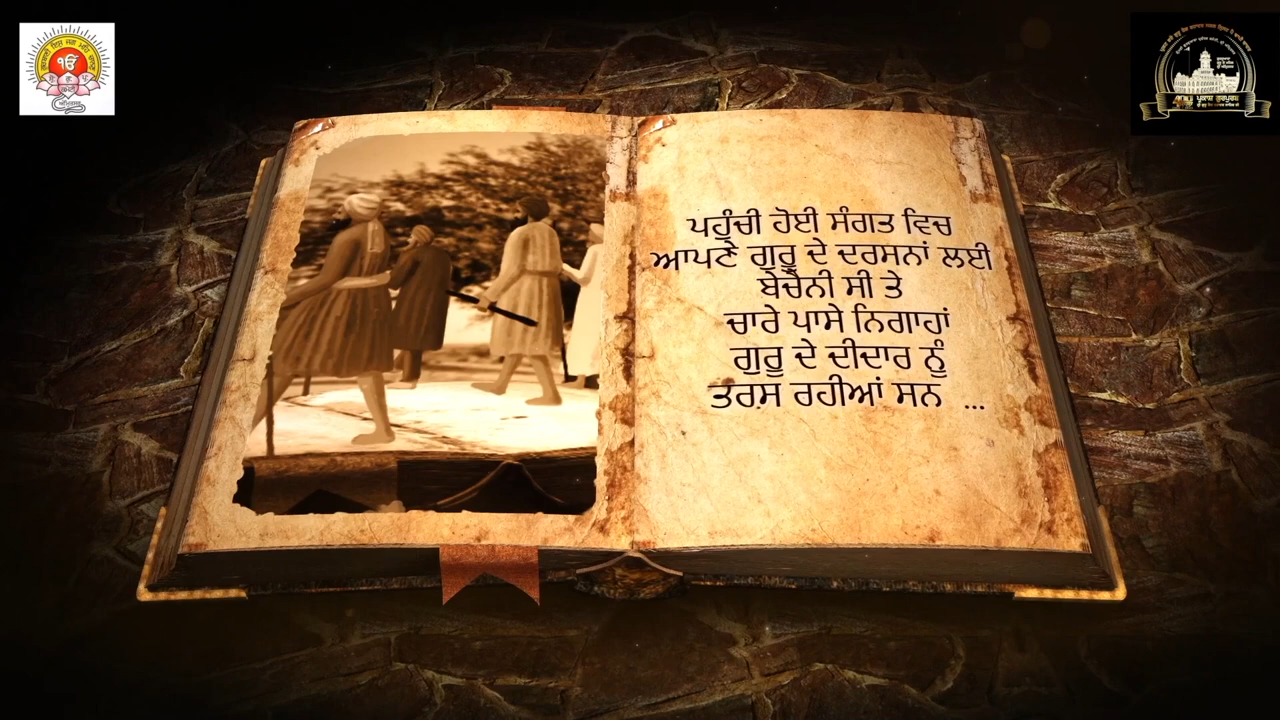 ਪਹੁੰਚੀ ਹੋਈ ਸੰਗਤ ਵਿਚ
ਆਪਣੇ ਗੁਰੂ ਦੇ ਦਰਸਨਾਂ ਲਈ
ਬੇਚੈਨੀ ਸੀ ਤੇ
ਚਾਰੇ ਪਾਸੇ ਨਿਗਾਹਾਂ
ਗੁਰੂ ਦੇ ਦੀਦਾਰ ਨੂੰ
ਤਰਸ਼ ਰਹੀਆਂ ਸਨ ...